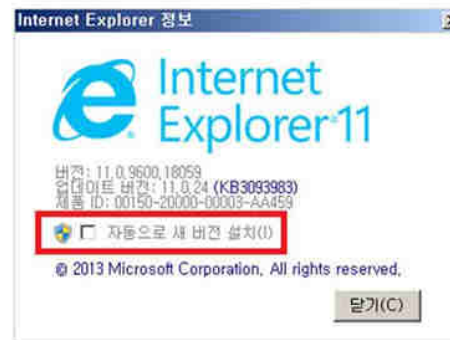 Internet Explorer 정보
Internet
Explorer 11
버전: 11.0.9600.18059
업데이트 버전: 11.0.24 (KB3093983)
제품 ID: 00150-20000-00003-AA459
자동으로 새 버전 설치(I)
© 2013 Microsoft Corporation. All rights reserved.
닫기(C)